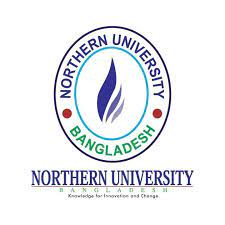 NORTHERN UNIVERSITY
BANGLADESH
NORTHERN UNIVERSITY
BANGLADESH
Knowledge for Innovation and Change